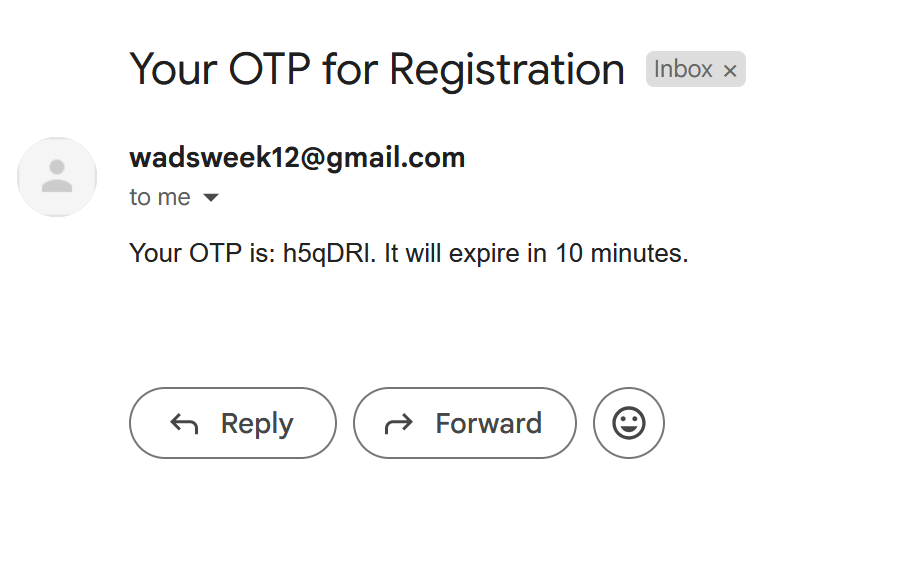 Your OTP for Registration Inbox ×
wadsweek12@gmail.com
to me
Your OTP is: h5qDRl. It will expire in 10 minutes.
Reply Forward